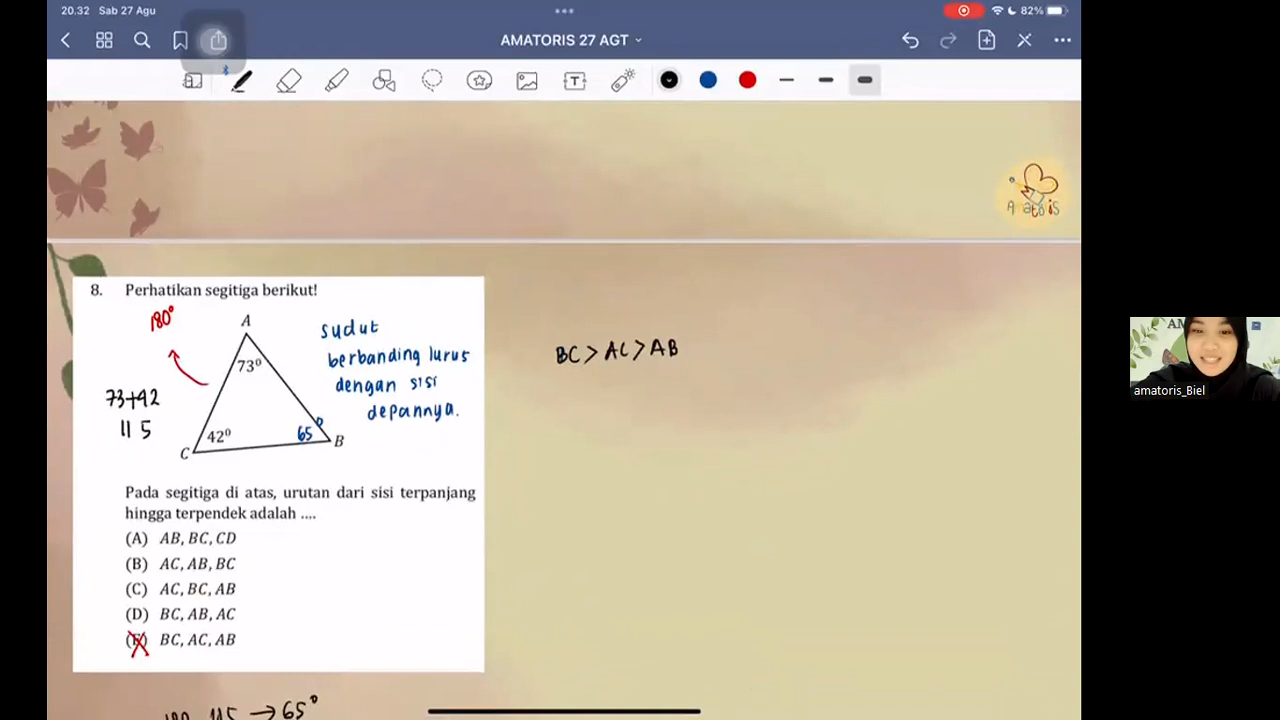 20.32 Sab 27 Agu
82%
AMATORIS 27 AGT
T
Amatoris
8. Perhatikan segitiga berikut!
180°
A
73°
sudut
berbanding lurus
dengan sisi
depannya.
BC > AC > AB
73+42
115
42°
65°
C
B
Pada segitiga di atas, urutan dari sisi terpanjang
hingga terpendek adalah ....
(A) AB, BC, CD
(B) AC, AB, BC
(C) AC, BC, AB
(D) BC, AB, AC
(E) BC, AC, AB
→ 65°
AM
amatoris_Biel